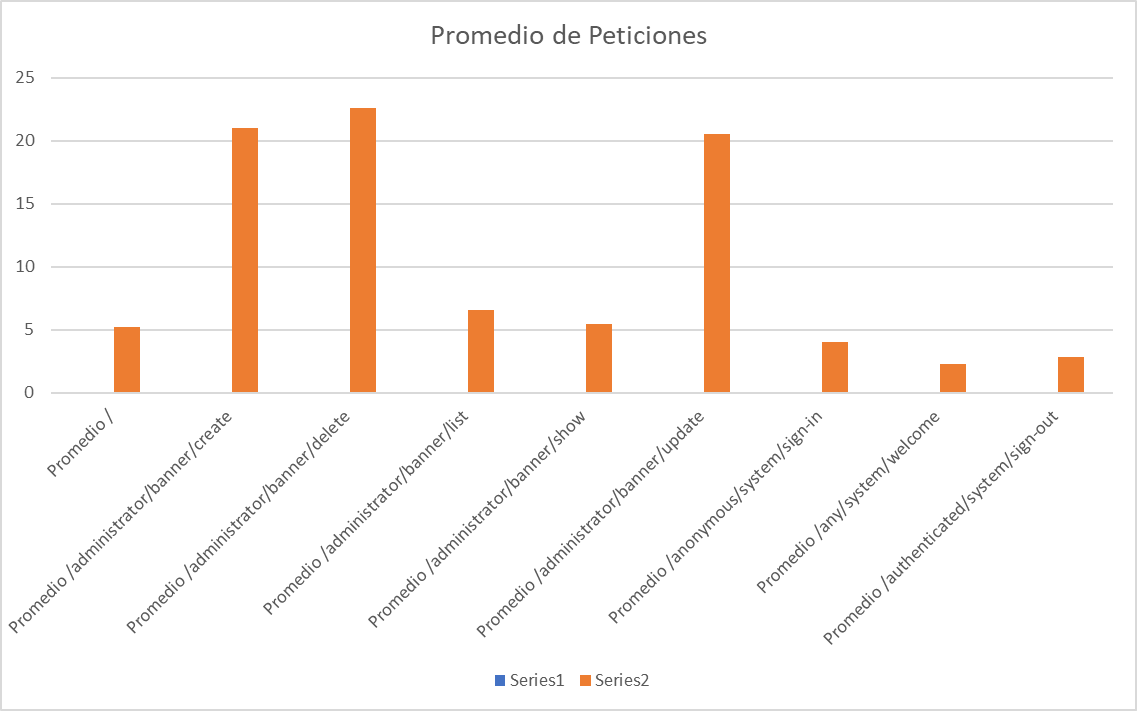 Promedio de Peticiones
25
20
15
10
5
0
Promedio /
Promedio /administrator/banner/create
Promedio /administrator/banner/delete
Promedio /administrator/banner/list
Promedio /administrator/banner/show
Promedio /administrator/banner/update
Promedio /anonymous/system/sign-in
Promedio /any/system/welcome
Promedio /authenticated/system/sign-out
Series1 Series2